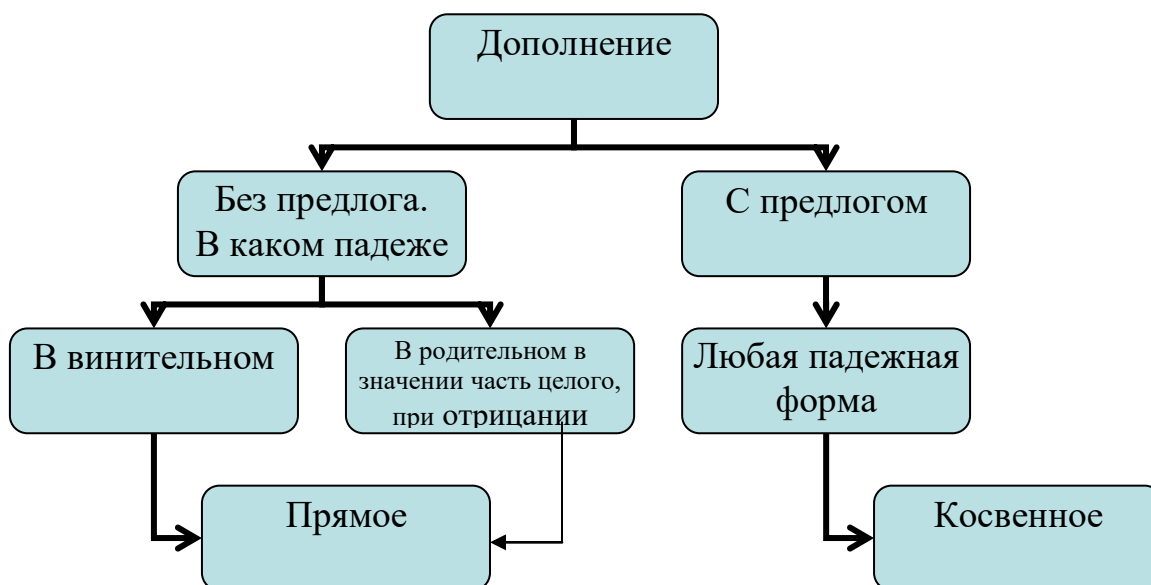 Дополнение
Без предлога.
В каком падеже
С предлогом
В винительном
В родительном в
значении часть целого,
при отрицании
Любая падежная
форма
Прямое
Косвенное